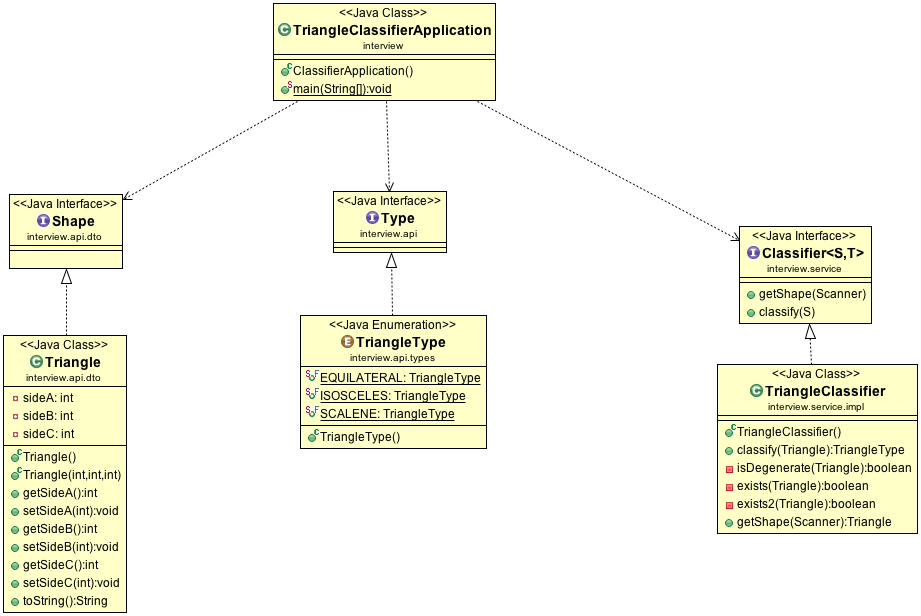 <<Java Class>>
TriangleClassifierApplication
interview
ClassifierApplication()
main(String[]):void
<<Java Interface>>
Shape
interview.api.dto
<<Java Interface>>
Type
interview.api
<<Java Interface>>
Classifier<S,T>
interview.service
getShape(Scanner)
classify(S)
<<Java Class>>
Triangle
interview.api.dto
sideA: int
sideB: int
sideC: int
Triangle()
Triangle(int,int,int)
getSideA():int
setSideA(int):void
getSideB():int
setSideB(int):void
getSideC():int
setSideC(int):void
toString():String
<<Java Enumeration>>
TriangleType
interview.api.types
EQUILATERAL: TriangleType
ISOSCELES: TriangleType
SCALENE: TriangleType
TriangleType()
<<Java Class>>
TriangleClassifier
interview.service.impl
TriangleClassifier()
classify(Triangle):TriangleType
isDegenerate(Triangle):boolean
exists(Triangle):boolean
exists2(Triangle):boolean
getShape(Scanner):Triangle